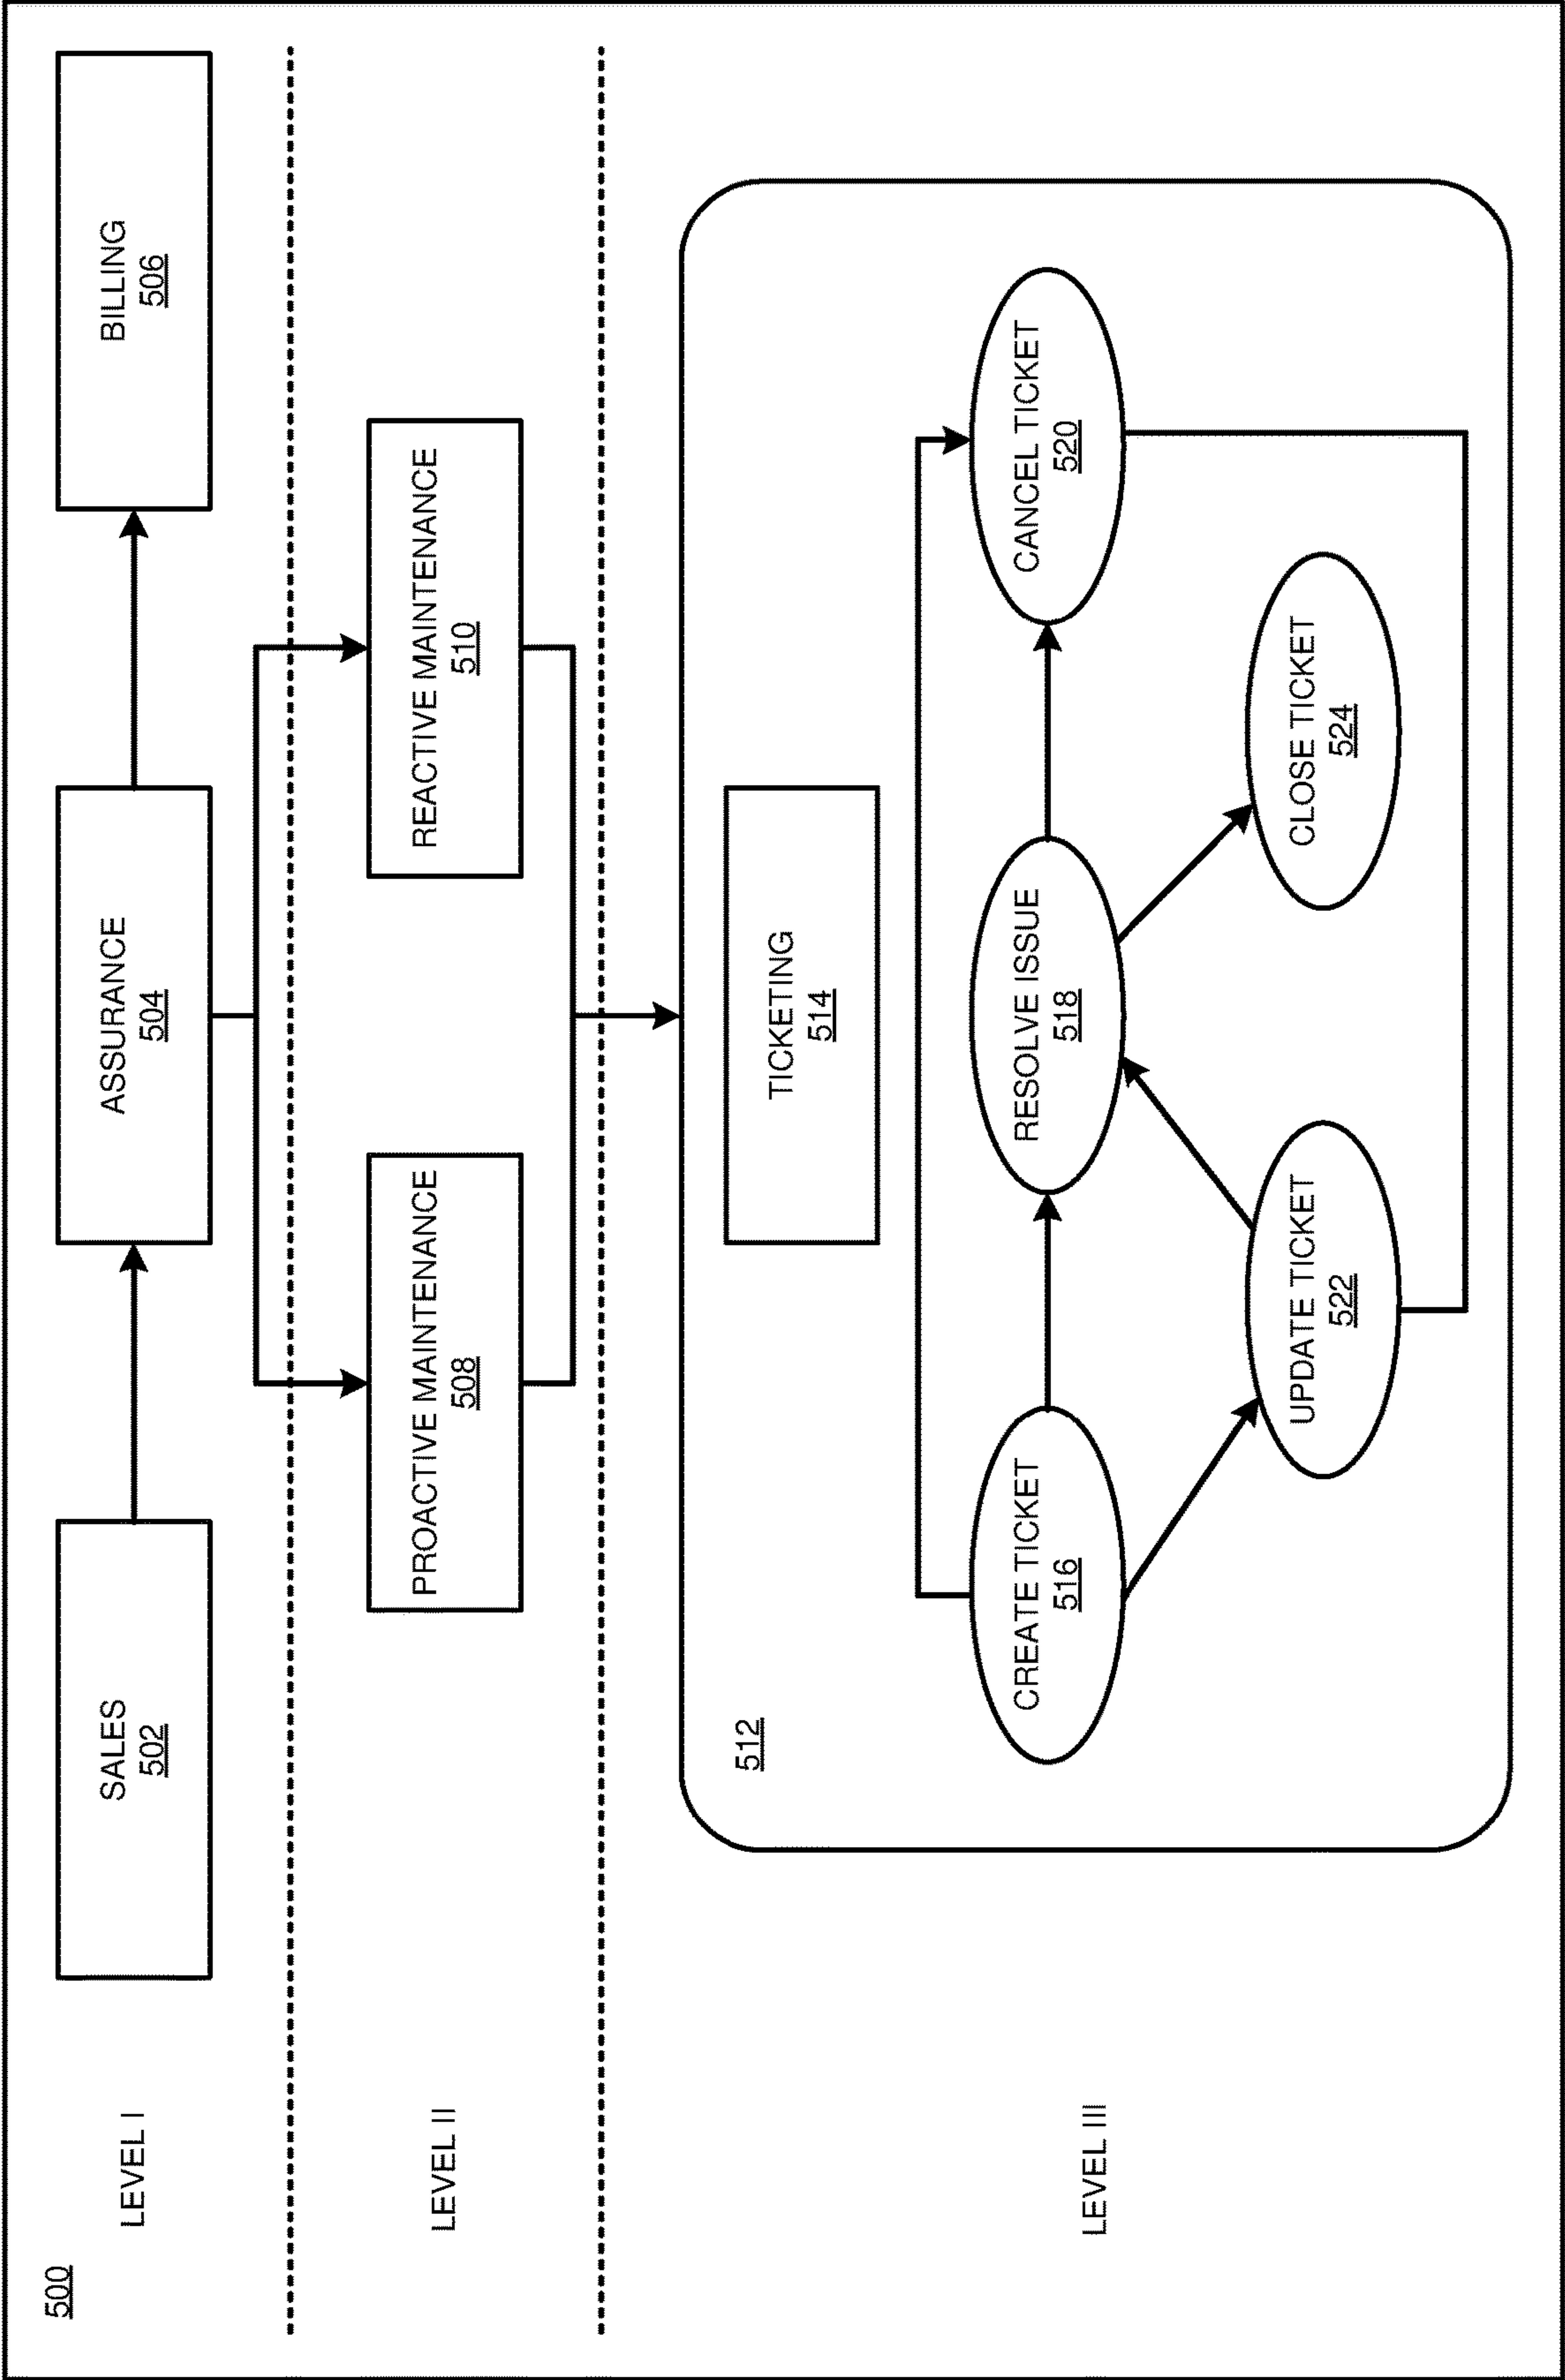 500
LEVEL I
SALES
502
ASSURANCE
504
BILLING
506
LEVEL II
PROACTIVE MAINTENANCE
508
REACTIVE MAINTENANCE
510
LEVEL III
512
TICKETING
514
CREATE TICKET
516
RESOLVE ISSUE
518
CANCEL TICKET
520
UPDATE TICKET
522
CLOSE TICKET
524